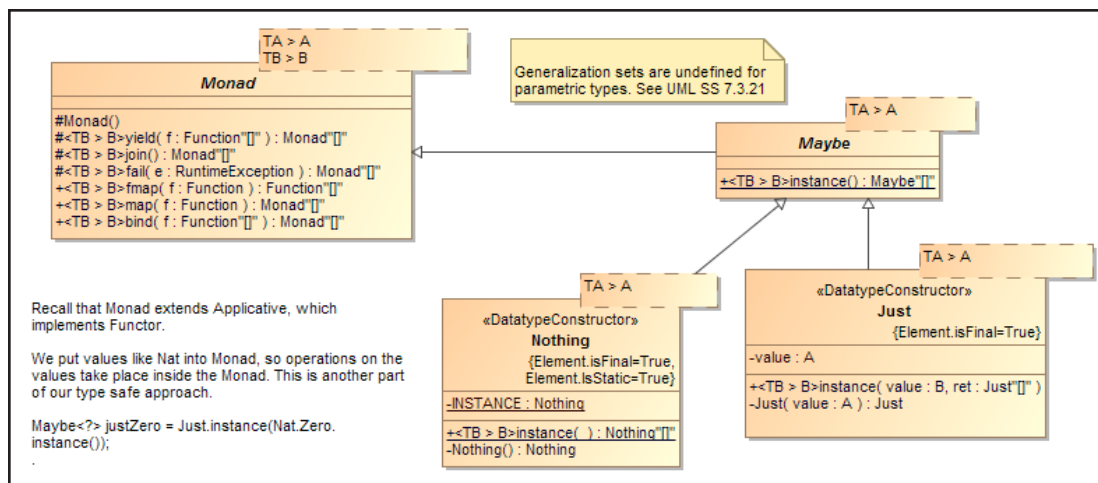 TA > A
TB > B
Monad
#Monad()
#<TB > B>yield( f : Function"[]" ) : Monad"[]"
#<TB > B>join() : Monad"[]"
#<TB > B>fail( e : RuntimeException ) : Monad"[]"
+<TB > B>fmap( f : Function ) : Function"[]"
+<TB > B>map( f : Function ) : Monad"[]"
+<TB > B>bind( f : Function"[]" ) : Monad"[]"
Generalization sets are undefined for
parametric types. See UML SS 7.3.21
TA > A
Maybe
+<TB > B>instance() : Maybe"[]"
Recall that Monad extends Applicative, which
implements Functor.
We put values like Nat into Monad, so operations on the
values take place inside the Monad. This is another part
of our type safe approach.
Maybe<?> justZero = Just.instance(Nat.Zero.
instance());
.
TA > A
«DatatypeConstructor»
Nothing
{Element.isFinal=True,
Element.IsStatic=True}
-INSTANCE : Nothing
+<TB > B>instance(  ) : Nothing"[]"
-Nothing() : Nothing
TA > A
«DatatypeConstructor»
Just
{Element.isFinal=True}
-value : A
+<TB > B>instance( value : B, ret : Just"[]" )
-Just( value : A ) : Just